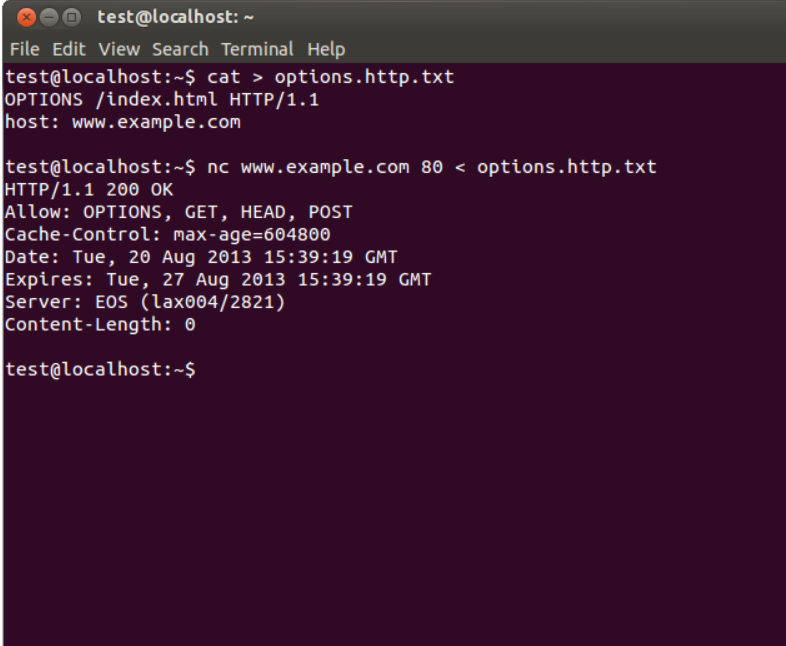 test@localhost: ~
File Edit View Search Terminal Help
test@localhost:~$ cat > options.http.txt
OPTIONS /index.html HTTP/1.1
host: www.example.com
test@localhost:~$ nc www.example.com 80 < options.http.txt
HTTP/1.1 200 OK
Allow: OPTIONS, GET, HEAD, POST
Cache-Control: max-age=604800
Date: Tue, 20 Aug 2013 15:39:19 GMT
Expires: Tue, 27 Aug 2013 15:39:19 GMT
Server: EOS (lax004/2821)
Content-Length: 0
test@localhost:~$